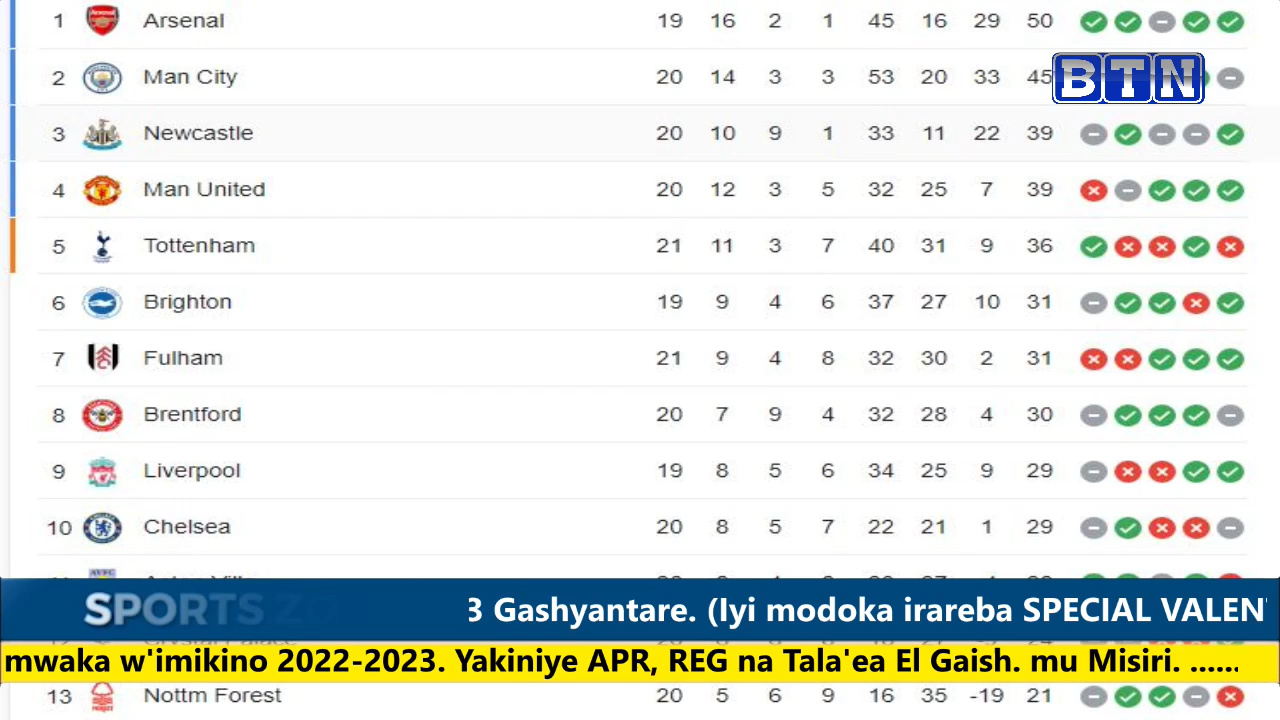 1 Arsenal 19 16 2 1 45 16 29 50
BTN
2 Man City 20 14 3 3 53 20 33 45
3 Newcastle 20 10 9 1 33 11 22 39
4 Man United 20 12 3 5 32 25 7 39
5 Tottenham 21 11 3 7 40 31 9 36
6 Brighton 19 9 4 6 37 27 10 31
7 Fulham 21 9 4 8 32 30 2 31
8 Brentford 20 7 9 4 32 28 4 30
9 Liverpool 19 8 5 6 34 25 9 29
10 Chelsea 20 8 5 7 22 21 1 29
SPORTS ZO
3 Gashyantare. (Iyi modoka irareba SPECIAL VALEN
mwaka w'imikino 2022-2023. Yakiniye APR, REG na Tala'ea El Gaish. mu Misiri. ......
13 Nottm Forest 20 5 6 9 16 35 -19 21